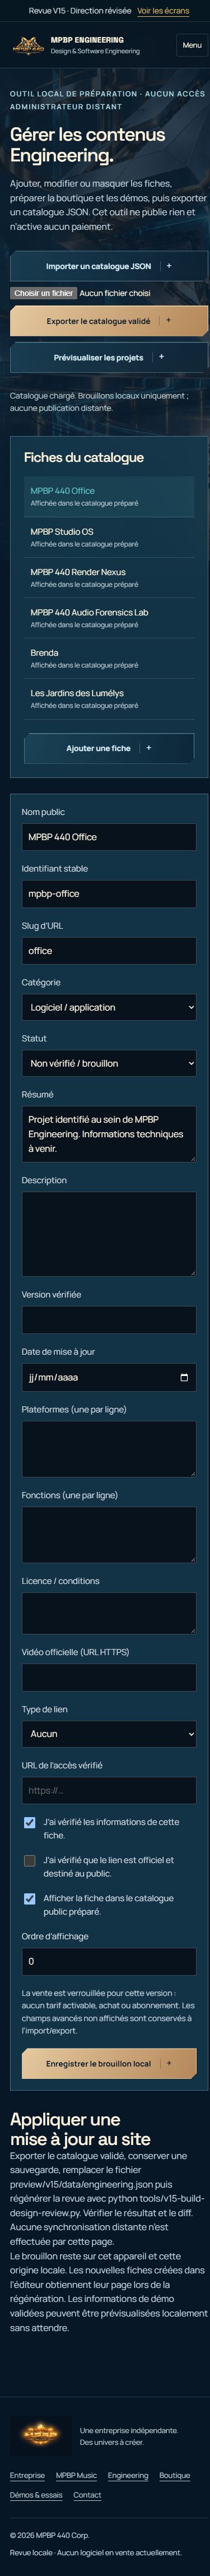 Revue V15 · Direction révisée Voir les écrans
MPBP ENGINEERING
Design & Software Engineering
Menu
OUTIL LOCAL DE PRÉPARATION · AUCUN ACCÈS
ADMINISTRATEUR DISTANT
Gérer les contenus
Engineering.
Ajouter, modifier ou masquer les fiches,
préparer la boutique et les démos, puis exporter
un catalogue JSON. Cet outil ne publie rien et
n'active aucun paiement.
Importer un catalogue JSON +
Choisir un fichier Aucun fichier choisi
Exporter le catalogue validé +
Prévisualiser les projets +
Catalogue chargé. Brouillons locaux uniquement ;
aucune publication distante.
Fiches du catalogue
MPBP 440 Office
Affichée dans le catalogue préparé
MPBP Studio OS
Affichée dans le catalogue préparé
MPBP 440 Render Nexus
Affichée dans le catalogue préparé
MPBP 440 Audio Forensics Lab
Affichée dans le catalogue préparé
Brenda
Affichée dans le catalogue préparé
Les Jardins des Lumélys
Affichée dans le catalogue préparé
Ajouter une fiche +
Nom public
MPBP 440 Office
Identifiant stable
mpbp-office
Slug d'URL
office
Catégorie
Logiciel / application
Statut
Non vérifié / brouillon
Résumé
Projet identifié au sein de MPBP
Engineering. Informations techniques
à venir.
Description
Version vérifiée
Date de mise à jour
jj/mm/aaaa
Plateformes (une par ligne)
Fonctions (une par ligne)
Licence / conditions
Vidéo officielle (URL HTTPS)
Type de lien
Aucun
URL de l'accès vérifié
https://…
J'ai vérifié les informations de cette
fiche.
J'ai vérifié que le lien est officiel et
destiné au public.
Afficher la fiche dans le catalogue
public préparé.
Ordre d'affichage
0
La vente est verrouillée pour cette version :
aucun tarif activable, achat ou abonnement. Les
champs avancés non affichés sont conservés à
l'import/export.
Enregistrer le brouillon local +
Appliquer une
mise à jour au site
Exporter le catalogue validé, conserver une
sauvegarde, remplacer le fichier
preview/v15/data/engineering.json puis
régénérer la revue avec python tools/v15-build-
design-review.py. Vérifier le résultat et le diff.
Aucune synchronisation distante n'est
effectuée par cette page.
Le brouillon reste sur cet appareil et cette
origine locale. Les nouvelles fiches créées dans
l'éditeur obtiennent leur page lors de la
régénération. Les informations de démo
validées peuvent être prévisualisées localement
sans attendre.
Une entreprise indépendante.
Des univers à créer.
Entreprise MPBP Music Engineering Boutique
Démos & essais Contact
© 2026 MPBP 440 Corp.
Revue locale · Aucun logiciel en vente actuellement.